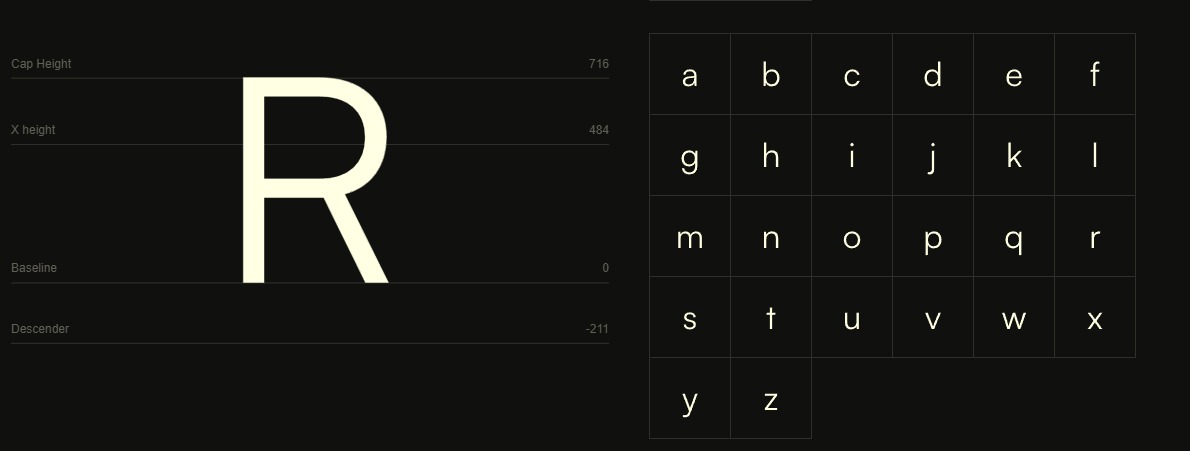 Cap Height 716
X height 484
R
Baseline 0
Descender -211
a b c d e f
g h i j k l
m n o p q r
s t u v w x
y z